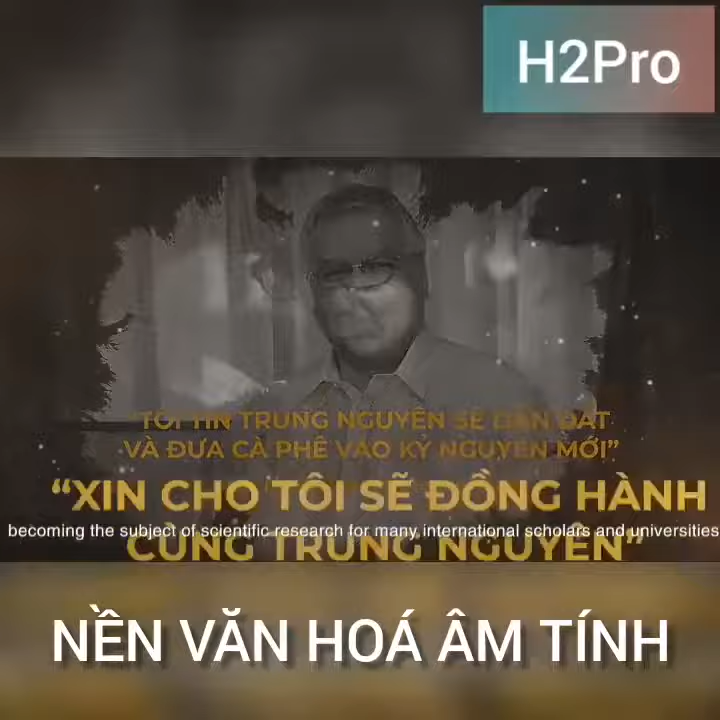 H2Pro
“TÔI TIN TRUNG NGUYÊN SẼ DẪN DẮT
VÀ ĐƯA CÀ PHÊ VÀO KỶ NGUYÊN MỚI”
“XIN CHO TÔI SẼ ĐỒNG HÀNH
becoming the subject of scientific research for many international scholars and universities
CÙNG TRUNG NGUYÊN”
NỀN VĂN HOÁ ÂM TÍNH